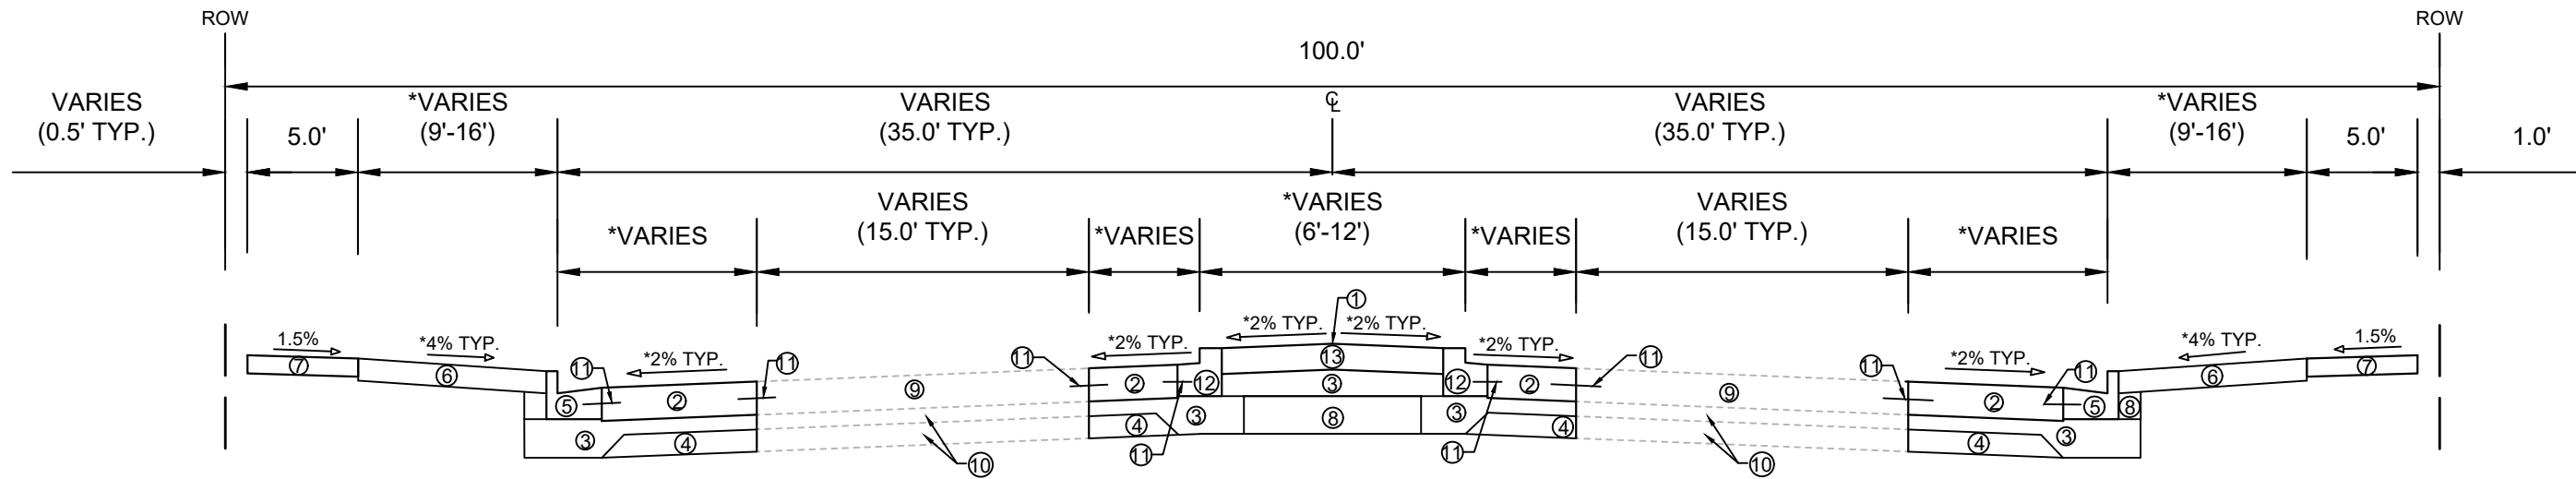 ROW
ROW
100.0'
VARIES
(0.5' TYP.)
5.0'
*VARIES
(9'-16')
VARIES
(35.0' TYP.)
℄
VARIES
(35.0' TYP.)
*VARIES
(9'-16')
5.0'
1.0'
*VARIES
VARIES
(15.0' TYP.)
*VARIES
*VARIES
(6'-12')
*VARIES
VARIES
(15.0' TYP.)
*VARIES
1.5%
*4% TYP.
*2% TYP.
*2% TYP.
*2% TYP.
*2% TYP.
*2% TYP.
*2% TYP.
*4% TYP.
1.5%
7
6
11
5
2
11
3
4
9
10
11
2
12
4
3
11
1
13
3
8
12
2
11
3
4
11
9
10
11
2
11
5
8
4
3
6
7